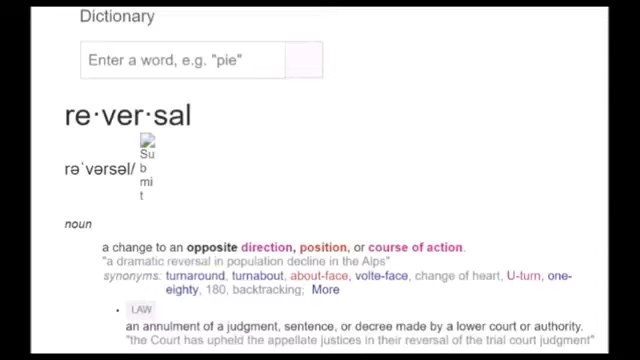 Dictionary
Enter a word, e.g. "pie"
re·ver·sal
rəˈvərsəl/
Su
b
mi
t
noun
a change to an opposite direction, position, or course of action.
"a dramatic reversal in population decline in the Alps"
synonyms: turnaround, turnabout, about-face, volte-face, change of heart, U-turn, one-
eighty, 180, backtracking; More
• LAW
an annulment of a judgment, sentence, or decree made by a lower court or authority.
"the Court has upheld the appellate justices in their reversal of the trial court judgment"